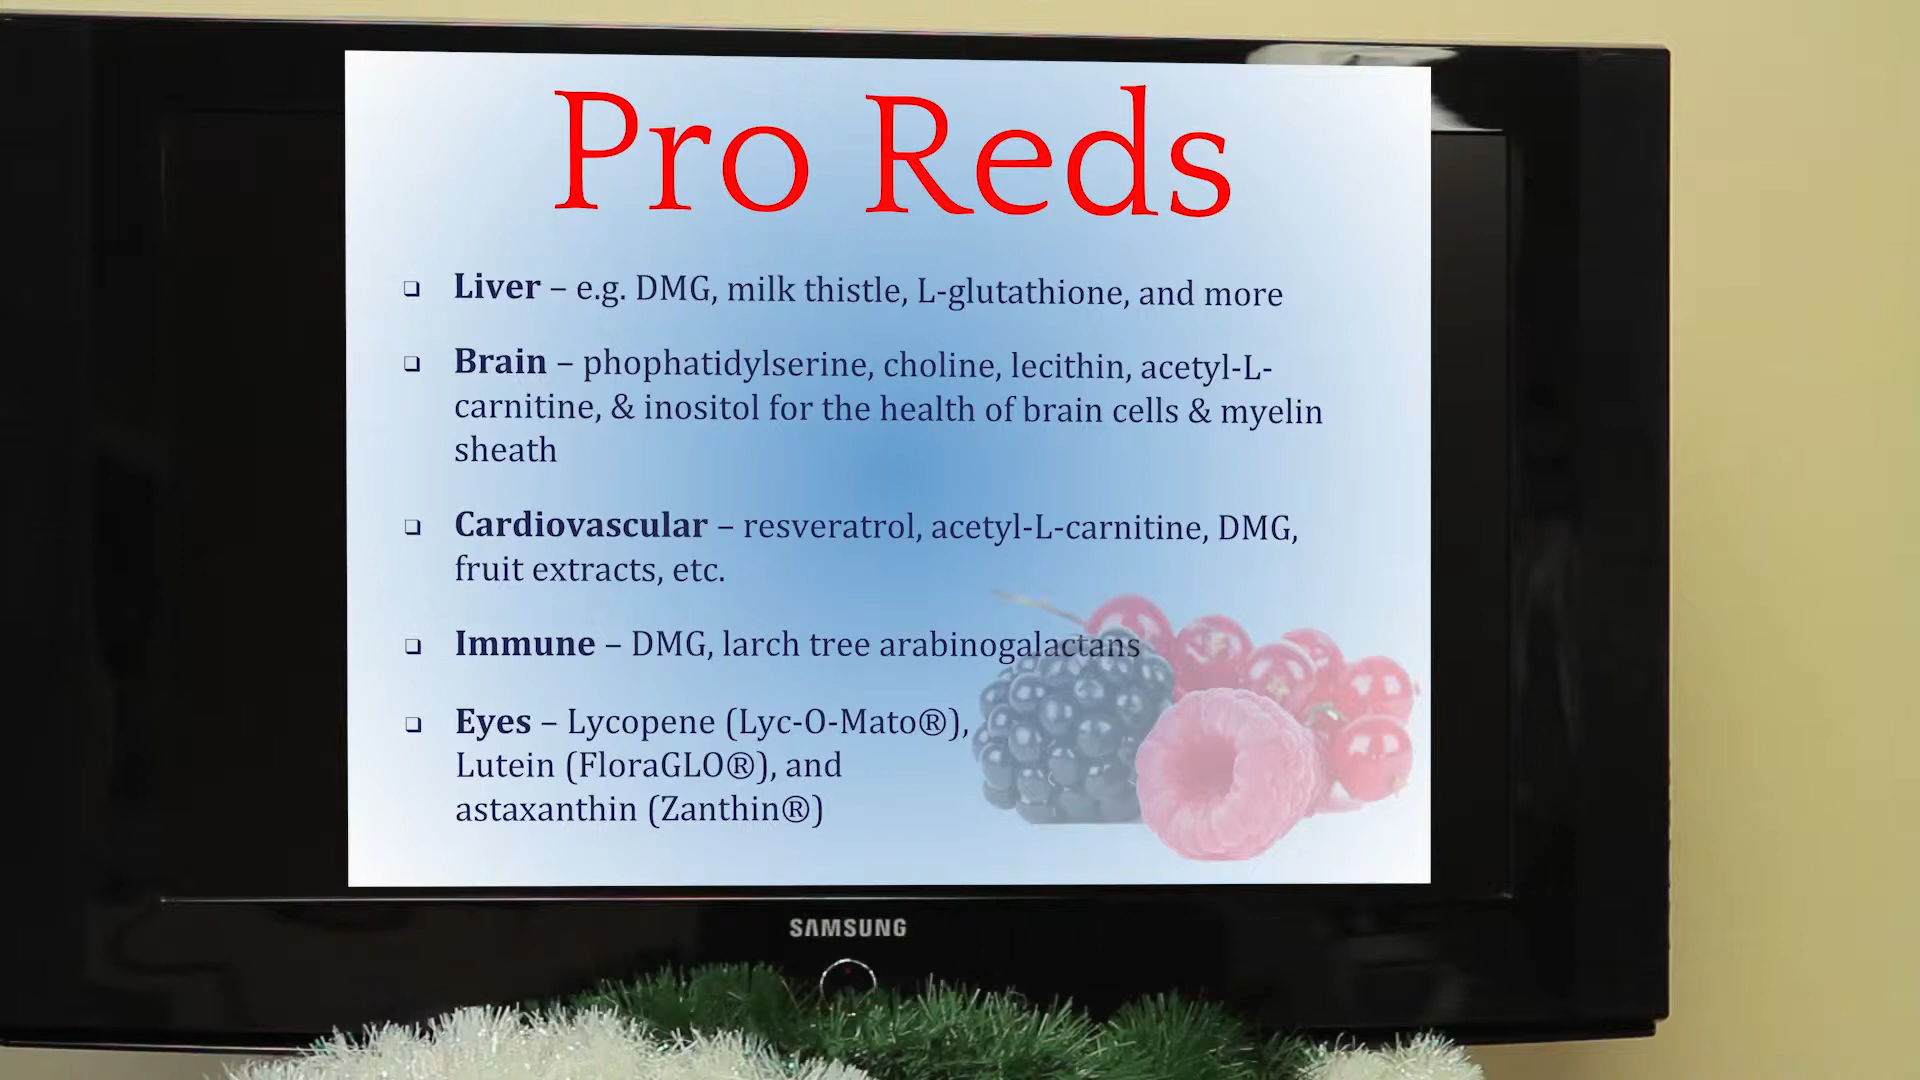 Pro Reds
❑ Liver – e.g. DMG, milk thistle, L-glutathione, and more
❑ Brain – phophatidylserine, choline, lecithin, acetyl-L-
carnitine, & inositol for the health of brain cells & myelin
sheath
❑ Cardiovascular – resveratrol, acetyl-L-carnitine, DMG,
fruit extracts, etc.
❑ Immune – DMG, larch tree arabinogalactans
❑ Eyes – Lycopene (Lyc-O-Mato®),
Lutein (FloraGLO®), and
astaxanthin (Zanthin®)
SAMSUNG